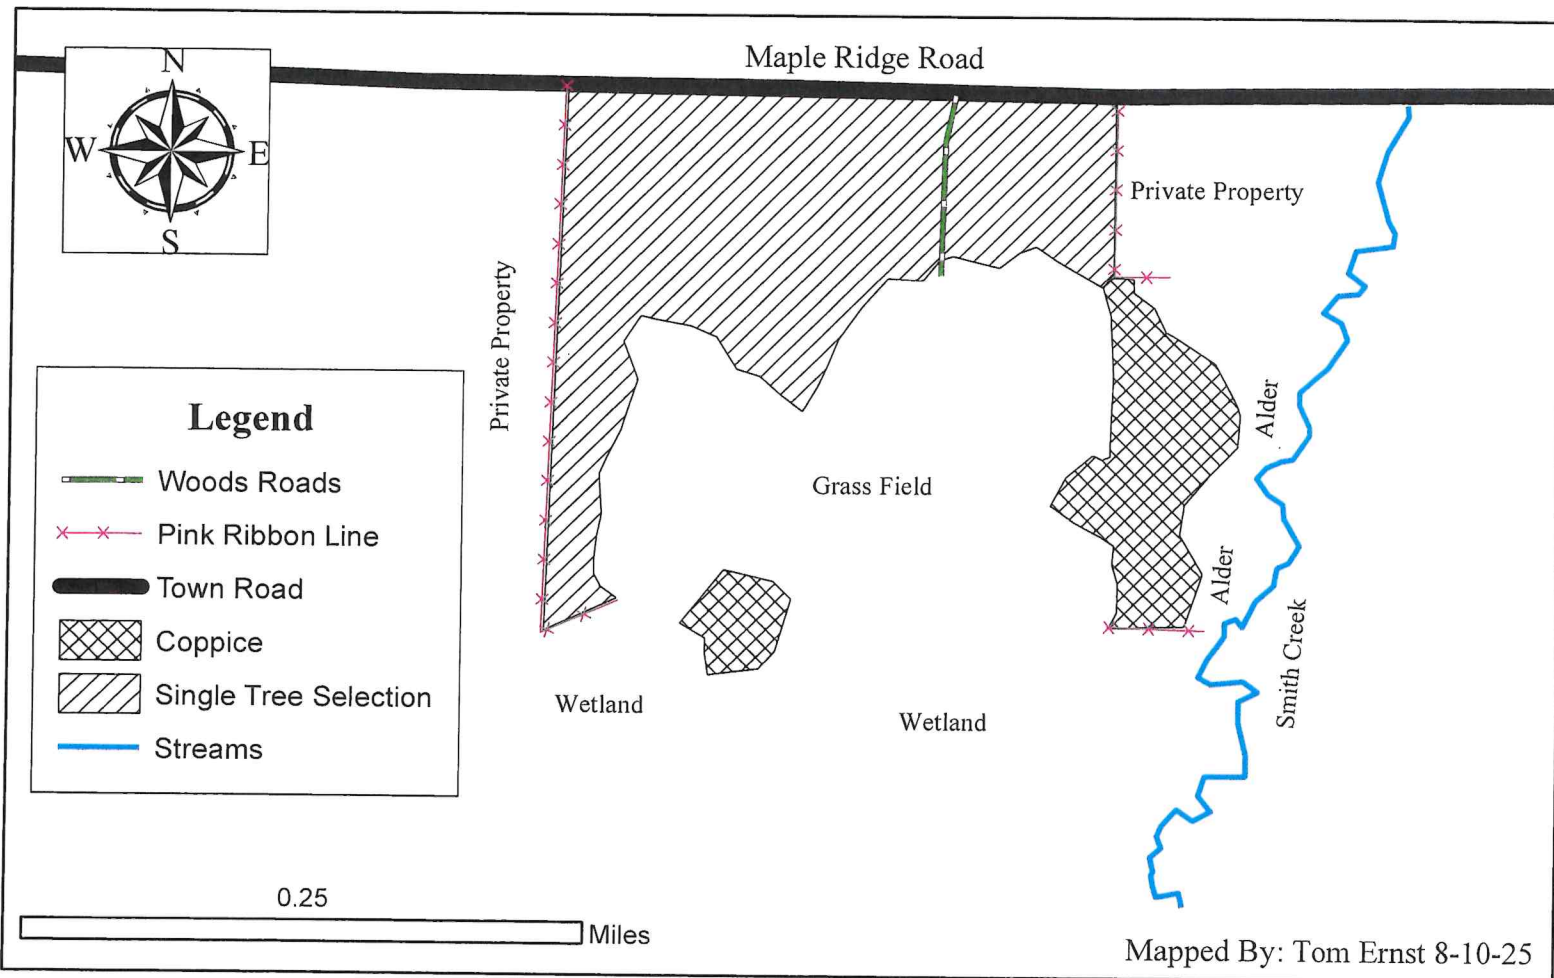 Maple Ridge Road
N
W
E
S
Private Property
Private Property
Legend
Woods Roads
Pink Ribbon Line
Town Road
Coppice
Single Tree Selection
Streams
Grass Field
Alder
Alder
Smith Creek
Wetland
Wetland
0.25
Miles
Mapped By: Tom Ernst 8-10-25